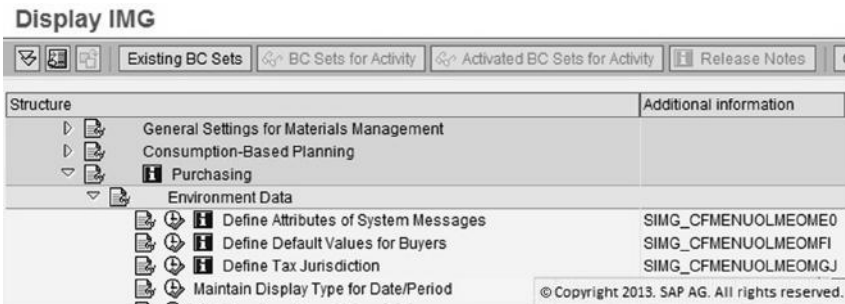 Display IMG
Existing BC Sets BC Sets for Activity Activated BC Sets for Activity Release Notes
Structure Additional information
General Settings for Materials Management
Consumption-Based Planning
Purchasing
Environment Data
Define Attributes of System Messages SIMG_CFMENUOLMEOME0
Define Default Values for Buyers SIMG_CFMENUOLMEOMFI
Define Tax Jurisdiction SIMG_CFMENUOLMEOMGJ
Maintain Display Type for Date/Period © Copyright 2013. SAP AG. All rights reserved.